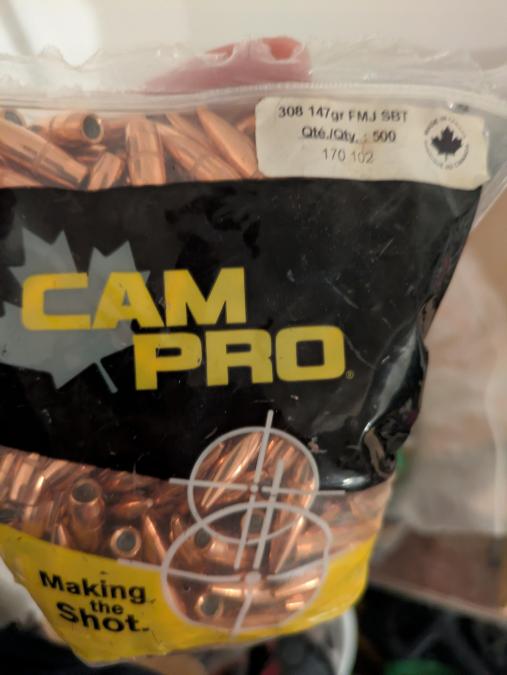 308 147gr FMJ SBT
Qté./Qty. : 500
170 102
CAM
PRO®
Making
the
Shot.